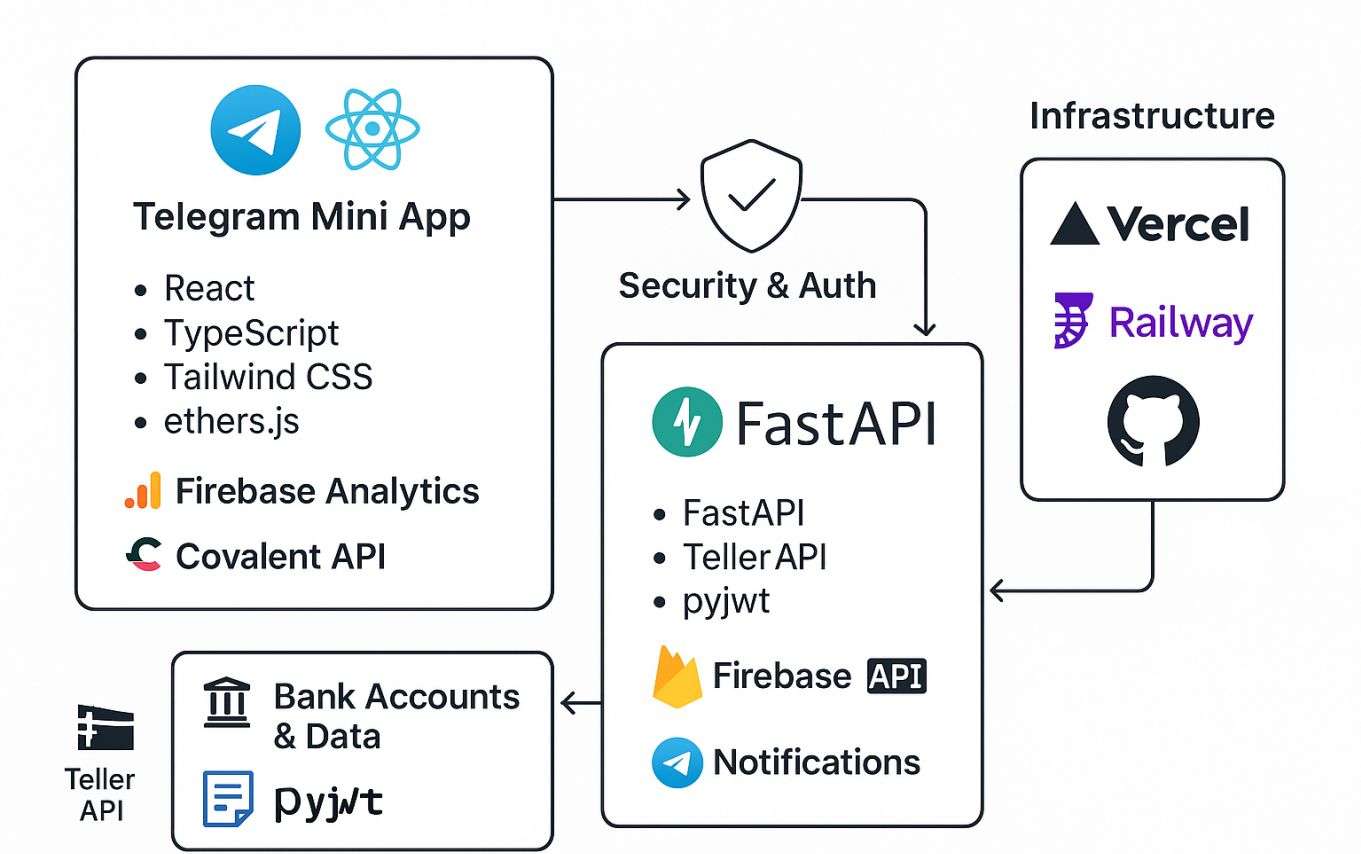 Telegram Mini App
• React
• TypeScript
• Tailwind CSS
• ethers.js
Firebase Analytics
Covalent API
Security & Auth
Infrastructure
Vercel
Railway
FastAPI
• FastAPI
• Teller API
• pyjwt
Firebase API
Notifications
Bank Accounts
& Data
pyjwt
Teller
API